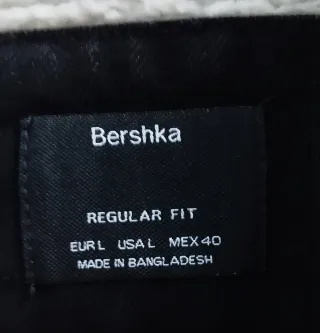 Bershka
REGULAR FIT
EUR L USA L MEX 40
MADE IN BANGLADESH